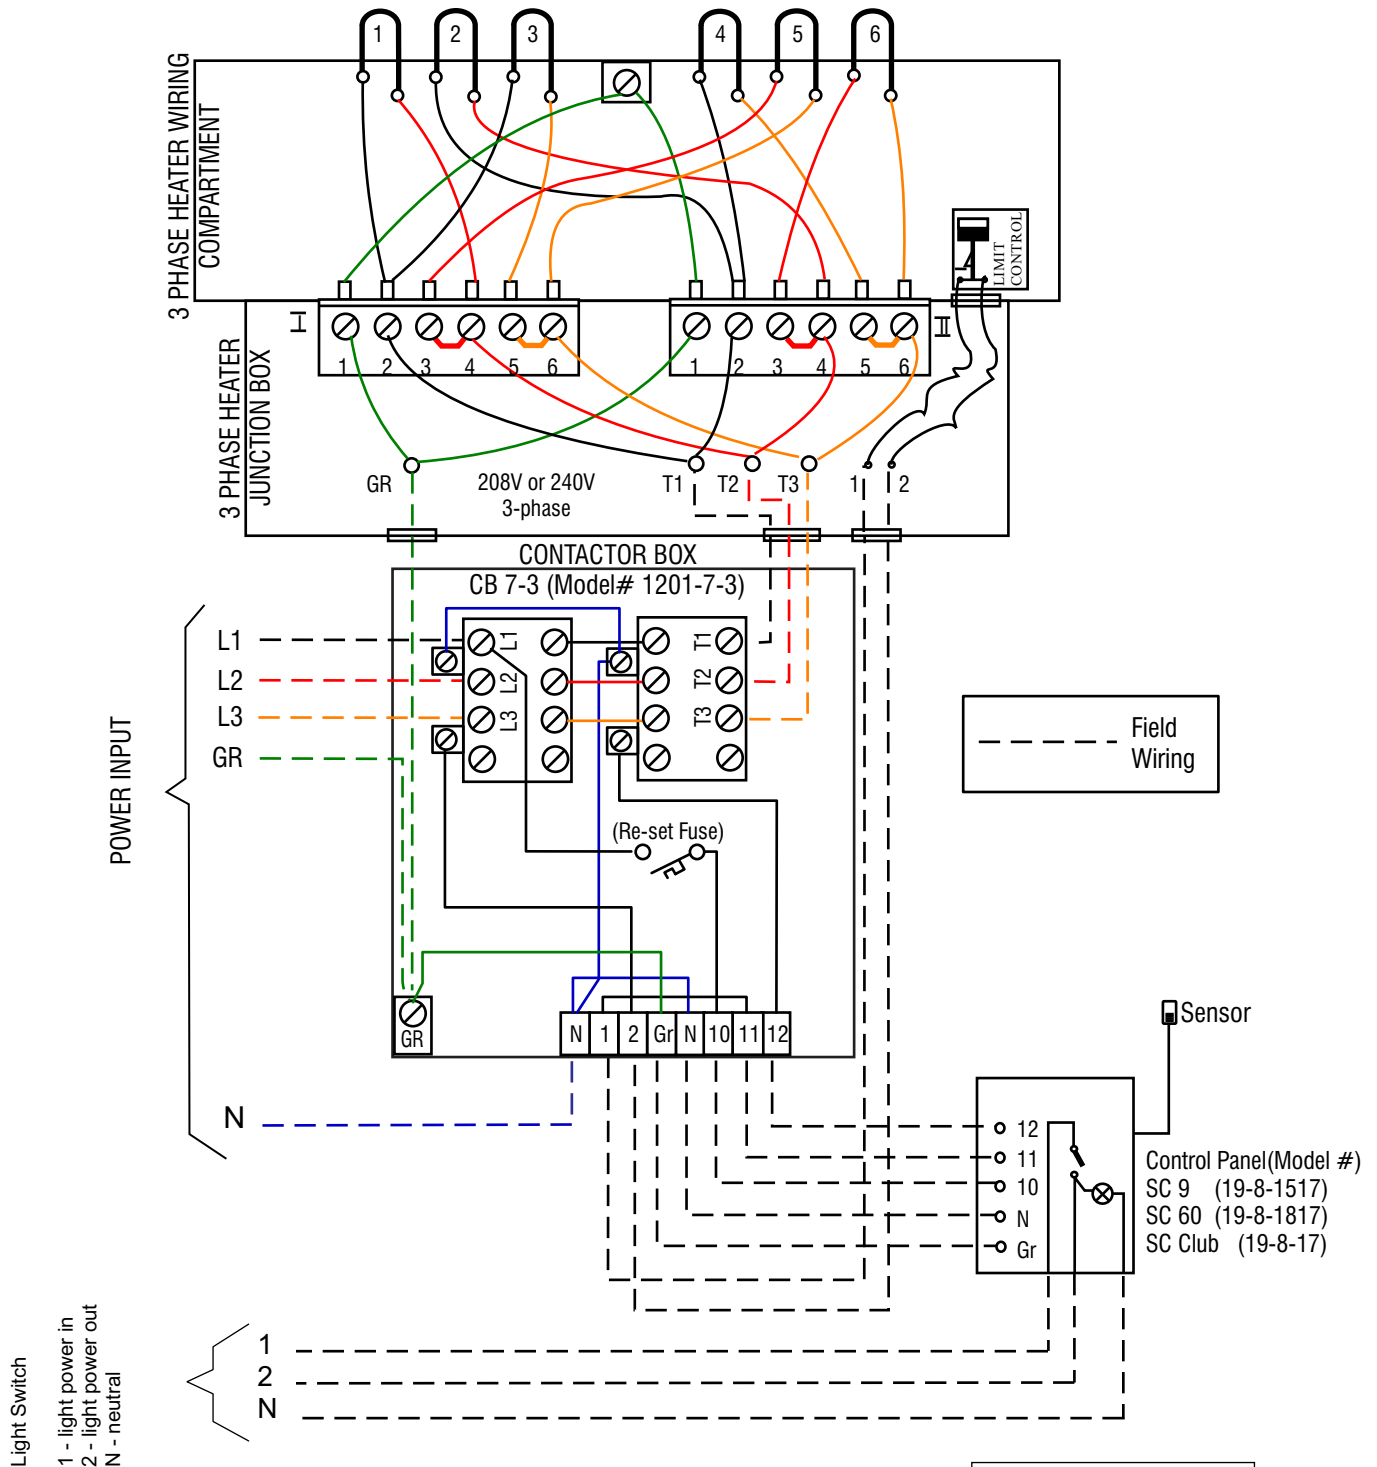 1 2 3 4 5 6
3 PHASE HEATER WIRING
COMPARTMENT
LIMIT
CONTROL
3 PHASE HEATER
JUNCTION BOX
I
1 2 3 4 5 6
II
1 2 3 4 5 6
GR
208V or 240V
3-phase
T1 T2 T3 1 2
CONTACTOR BOX
CB 7-3 (Model# 1201-7-3)
POWER INPUT
L1
L2
L3
GR
N
L1
L2
L3
T1
T2
T3
Field
Wiring
(Re-set Fuse)
GR
N 1 2 Gr N 10 11 12
Sensor
12
11
10
N
Gr
Control Panel(Model #)
SC 9 (19-8-1517)
SC 60 (19-8-1817)
SC Club (19-8-17)
Light Switch
1 - light power in
2 - light power out
N - neutral
1
2
N